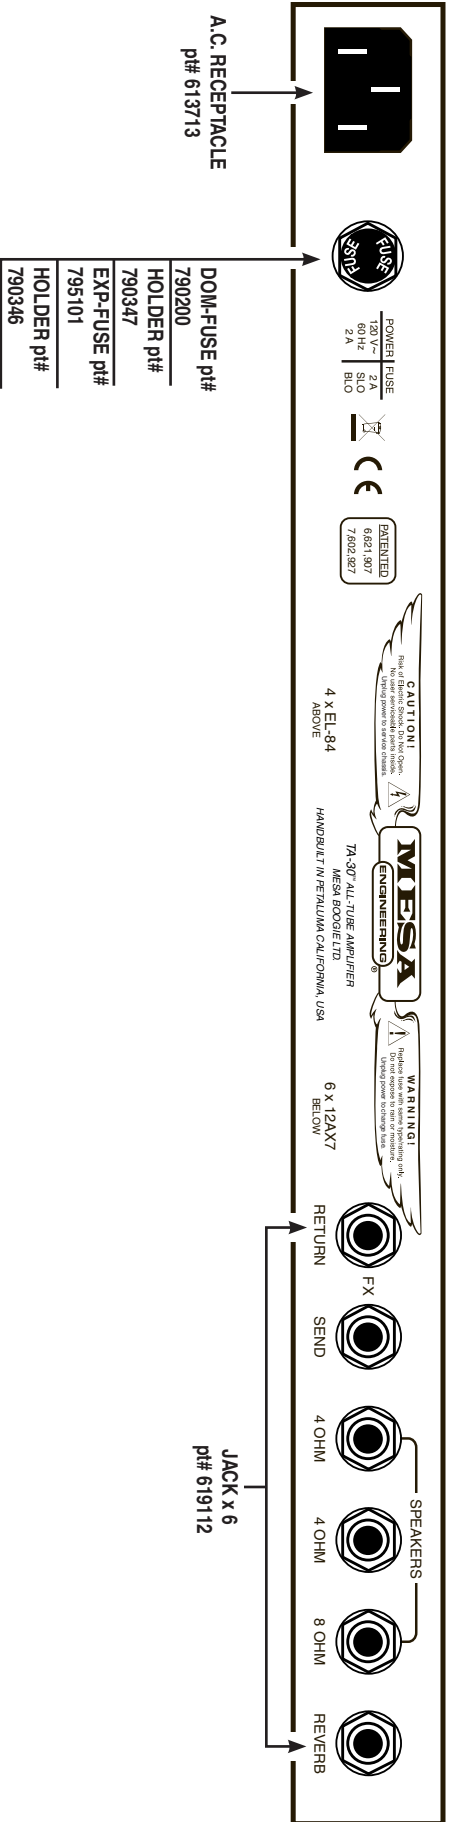 A.C. RECEPTACLE
pt# 613713
FUSE
FUSE
DOM-FUSE pt#
790200
HOLDER pt#
790347
EXP-FUSE pt#
795101
HOLDER pt#
790346
POWER FUSE
120 V~ 2 A
60 Hz SLO
2 A BLO
CE
PATENTED
6,621,907
7,602,927
CAUTION!
Risk of Electric Shock. Do Not Open.
No user serviceable parts inside.
Unplug power to service chassis.
4 x EL-84
ABOVE
MESA
ENGINEERING
®
TA-30™ ALL-TUBE AMPLIFIER
MESA BOOGIE LTD.
HANDBUILT IN PETALUMA CALIFORNIA, USA
WARNING!
Replace fuse with same type/rating only.
Do not expose to rain or moisture.
Unplug power to change fuse.
6 x 12AX7
BELOW
FX
RETURN
SEND
SPEAKERS
4 OHM
4 OHM
8 OHM
REVERB
JACK x 6
pt# 619112